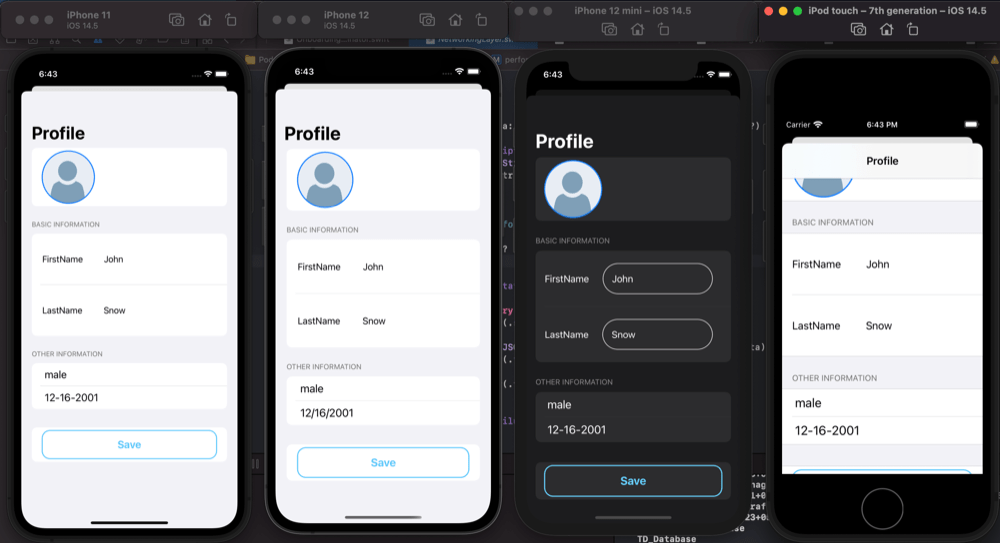 iPhone 11
iOS 14.5
iPhone 12
iOS 14.5
iPhone 12 mini – iOS 14.5
iPod touch – 7th generation – iOS 14.5
6:43
Profile
BASIC INFORMATION
FirstName John
LastName Snow
OTHER INFORMATION
male
12-16-2001
Save
6:43
Profile
BASIC INFORMATION
FirstName John
LastName Snow
OTHER INFORMATION
male
12/16/2001
Save
6:43
Profile
BASIC INFORMATION
FirstName John
LastName Snow
OTHER INFORMATION
male
12-16-2001
Save
Carrier 6:43 PM
Profile
BASIC INFORMATION
FirstName John
LastName Snow
OTHER INFORMATION
male
12-16-2001
TD_Database